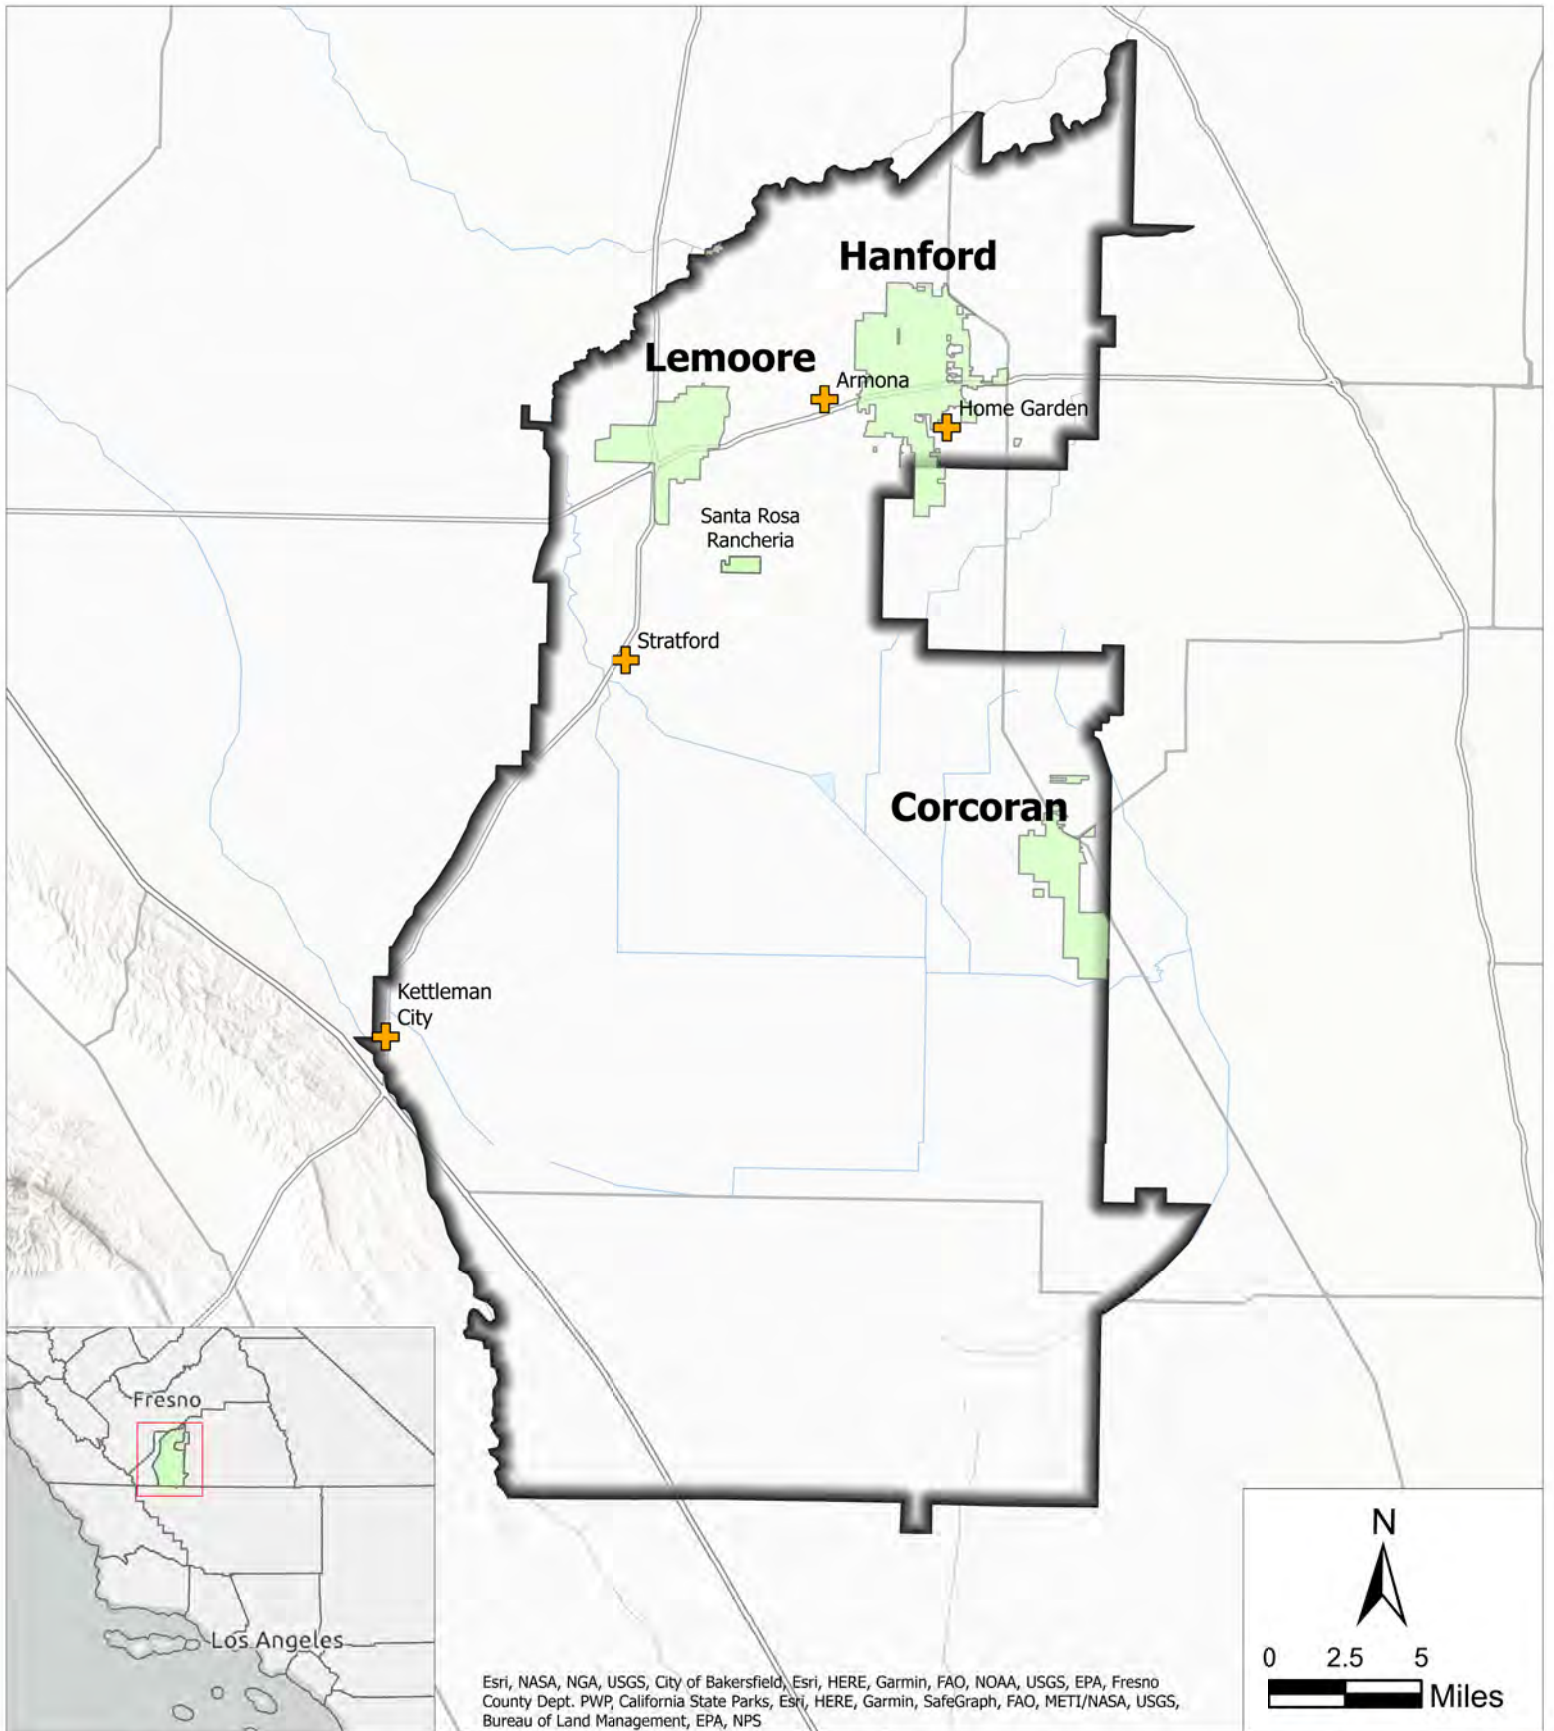 Hanford
Lemoore
Armona
Home Garden
Santa Rosa
Rancheria
Stratford
Corcoran
Kettleman
City
Fresno
Los Angeles
N
0 2.5 5
Miles
Esri, NASA, NGA, USGS, City of Bakersfield, Esri, HERE, Garmin, FAO, NOAA, USGS, EPA, Fresno
County Dept. PWP, California State Parks, Esri, HERE, Garmin, SafeGraph, FAO, METI/NASA, USGS,
Bureau of Land Management, EPA, NPS